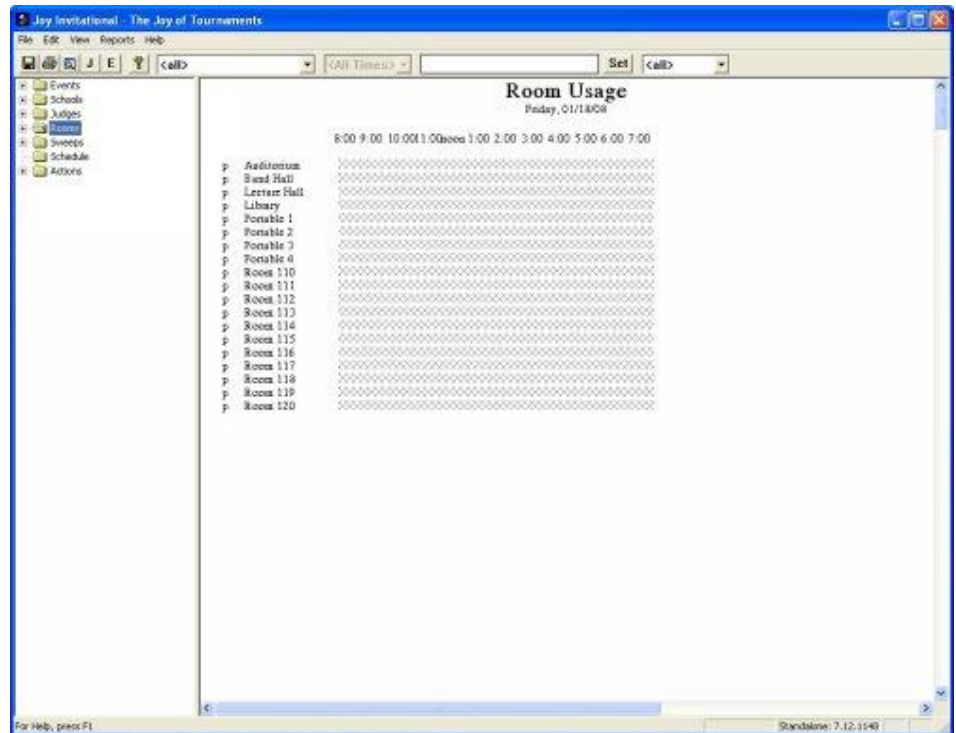 Joy Invitational - The Joy of Tournaments
File Edit View Reports Help
J E ? <all> <All Times> Set <all>
Events
Schools
Judges
Rooms
Sweeps
Schedule
Actions
Room Usage
Friday, 01/18/08
8:00 9:00 10:00 11:00 noon 1:00 2:00 3:00 4:00 5:00 6:00 7:00
p Auditorium
p Band Hall
p Lecture Hall
p Library
p Portable 1
p Portable 2
p Portable 3
p Portable 4
p Room 110
p Room 111
p Room 112
p Room 113
p Room 114
p Room 115
p Room 116
p Room 117
p Room 118
p Room 119
p Room 120
For Help, press F1
Standalone: 7.12.1148